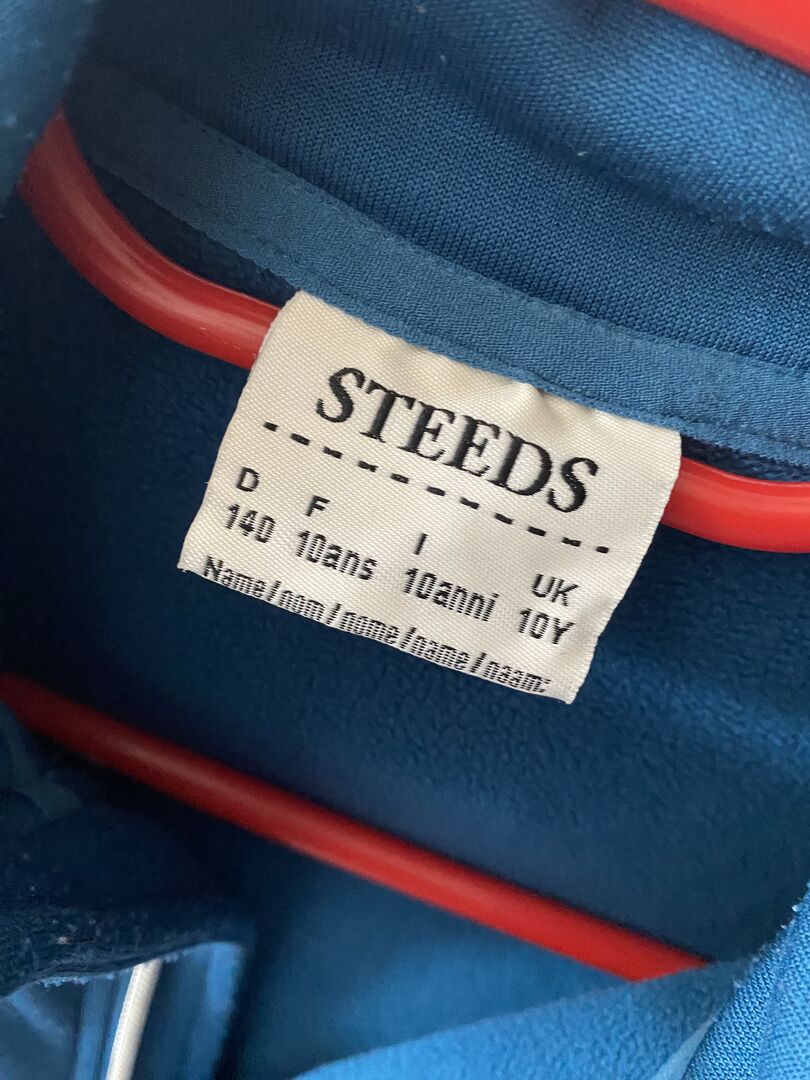 STEEDS
D F I UK
140 10ans 10anni 10Y
Name/nom/nome/name/naam: